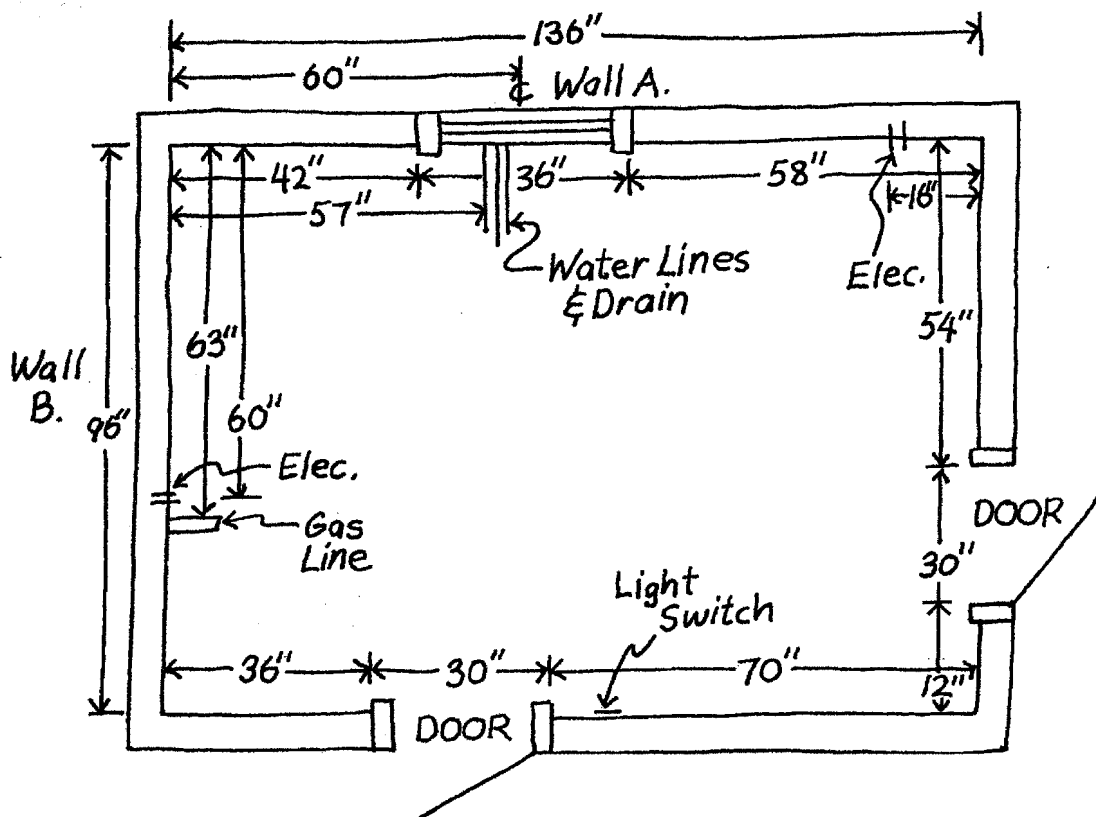 136"
60"
℄ Wall A.
42"
36"
58"
57"
16"
Water Lines
& Drain
Elec.
54"
63"
Wall
B.
96"
60"
Elec.
Gas
Line
DOOR
30"
Light
Switch
36"
30"
70"
12"
DOOR